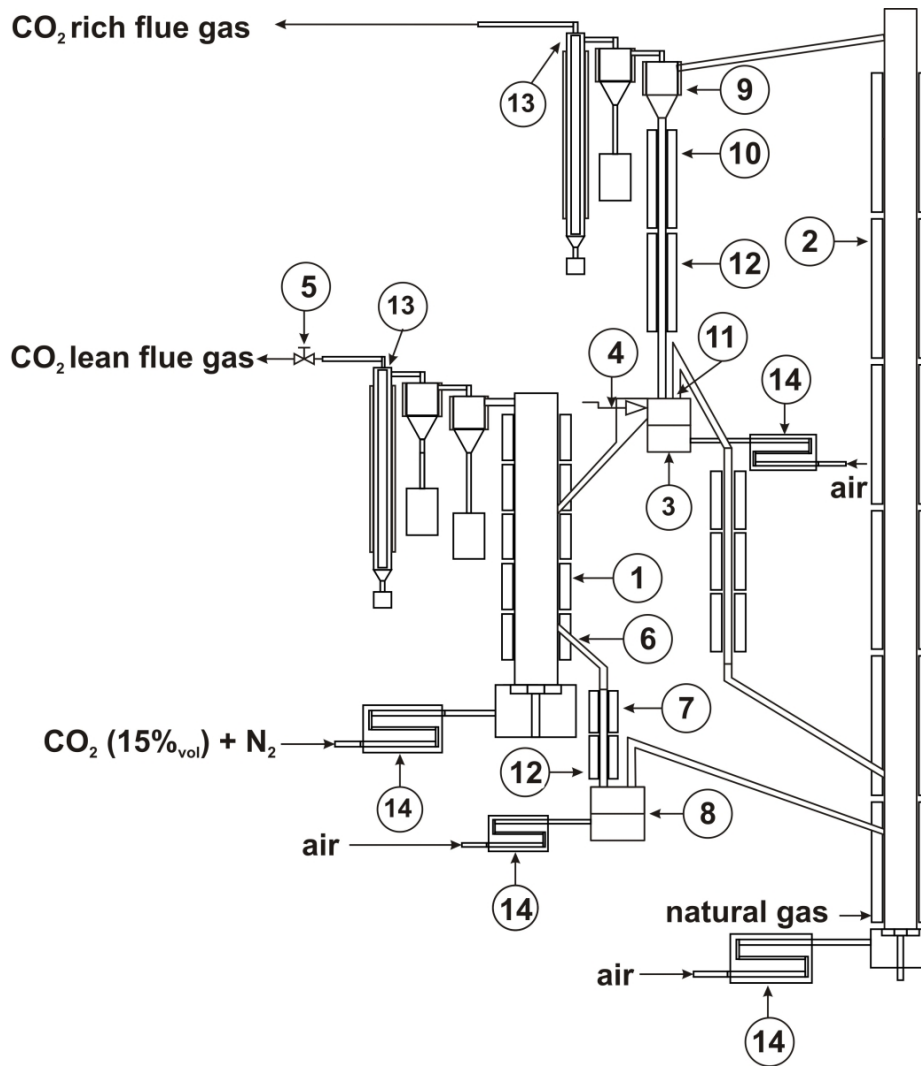 CO₂ rich flue gas
13
9
10
2
12
5
13
11
CO₂ lean flue gas
4
14
air
3
1
6
7
CO₂ (15%vol) + N₂
12
14
8
air
14
natural gas
air
14